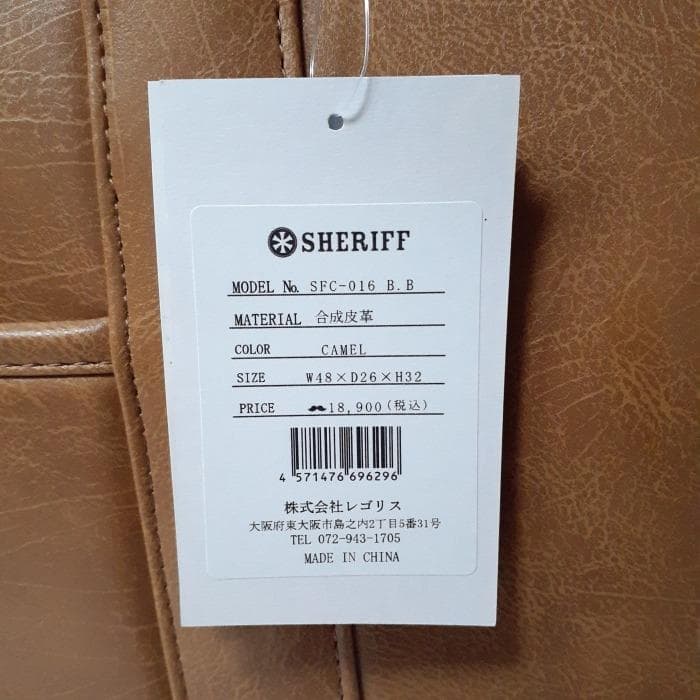 SHERIFF
MODEL No. SFC-016 B.B
MATERIAL 合成皮革
COLOR CAMEL
SIZE W48×D26×H32
PRICE 18,900(税込)
4 571476 696296
株式会社レゴリス
大阪府東大阪市島之内2丁目5番31号
TEL 072-943-1705
MADE IN CHINA